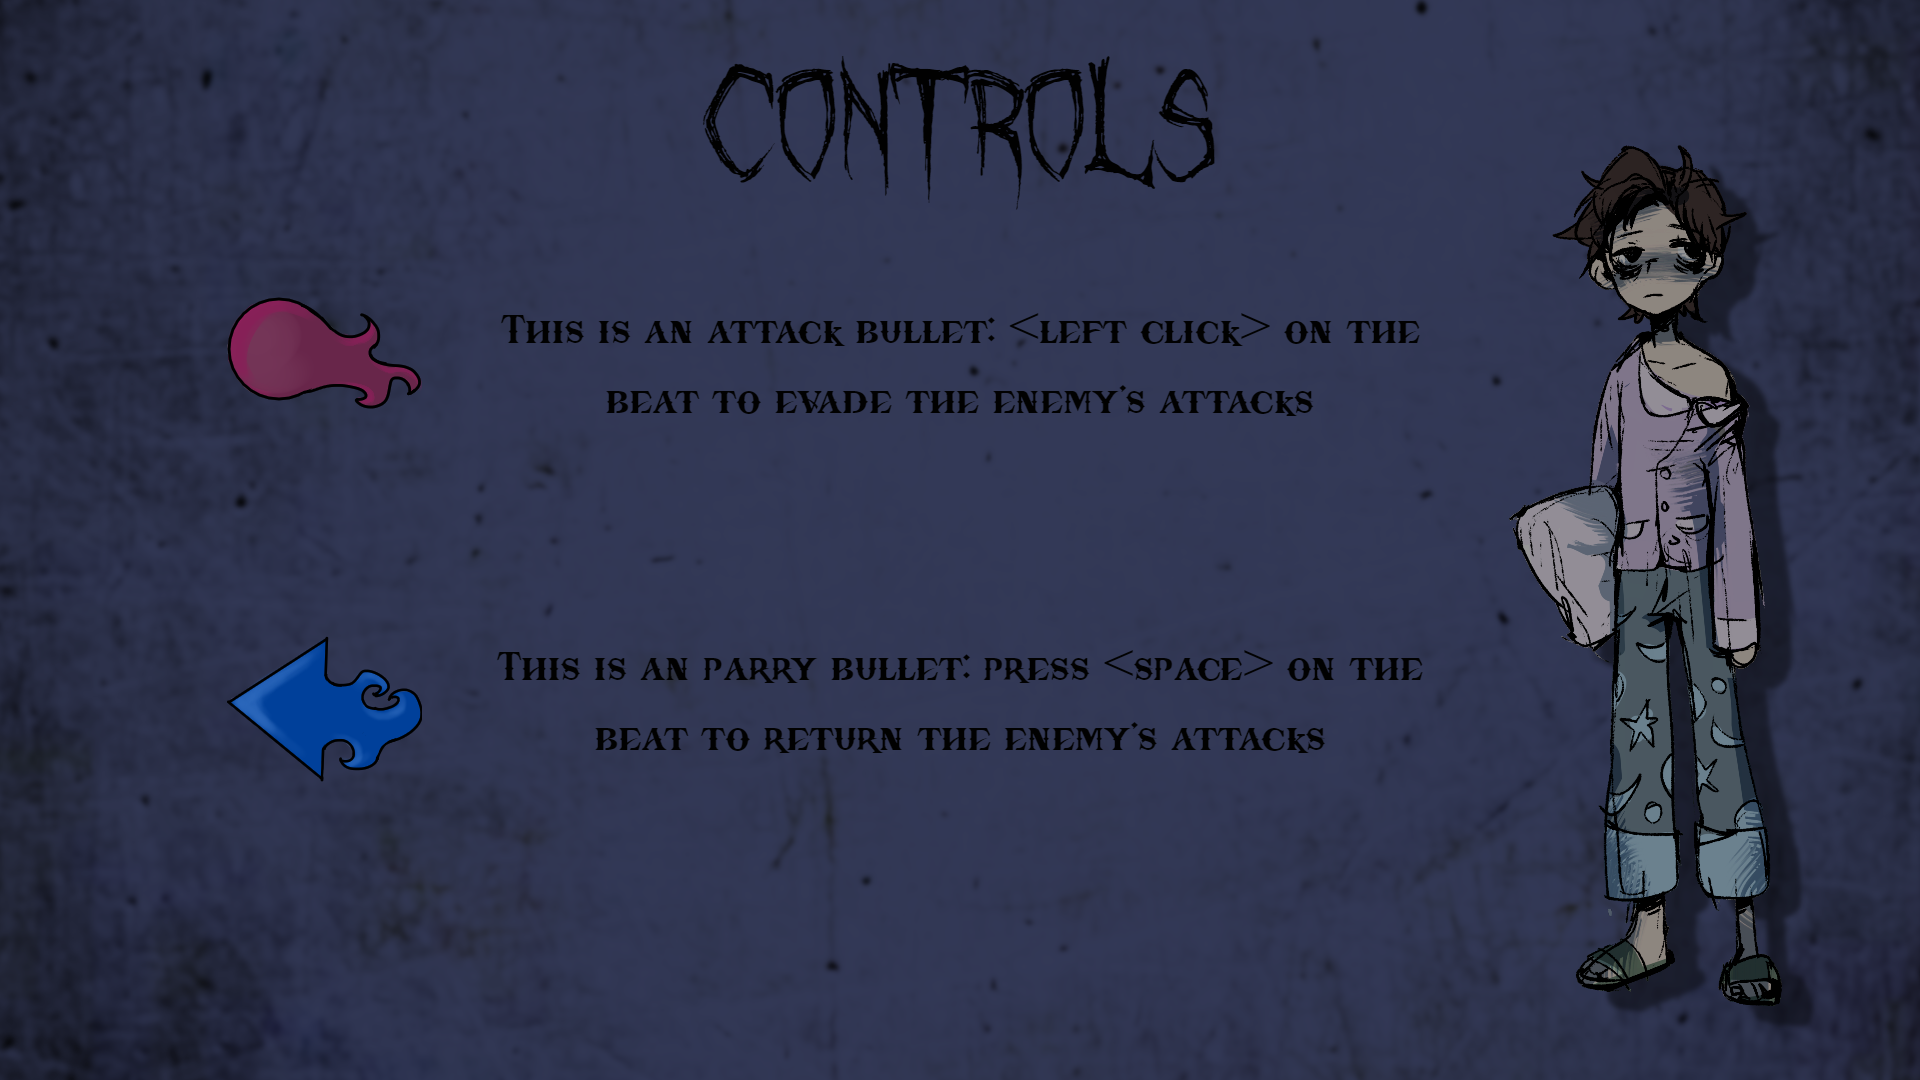 CONTROLS
This is an attack bullet: <left click> on the
beat to evade the enemy's attacks
This is an parry bullet: press <space> on the
beat to return the enemy's attacks